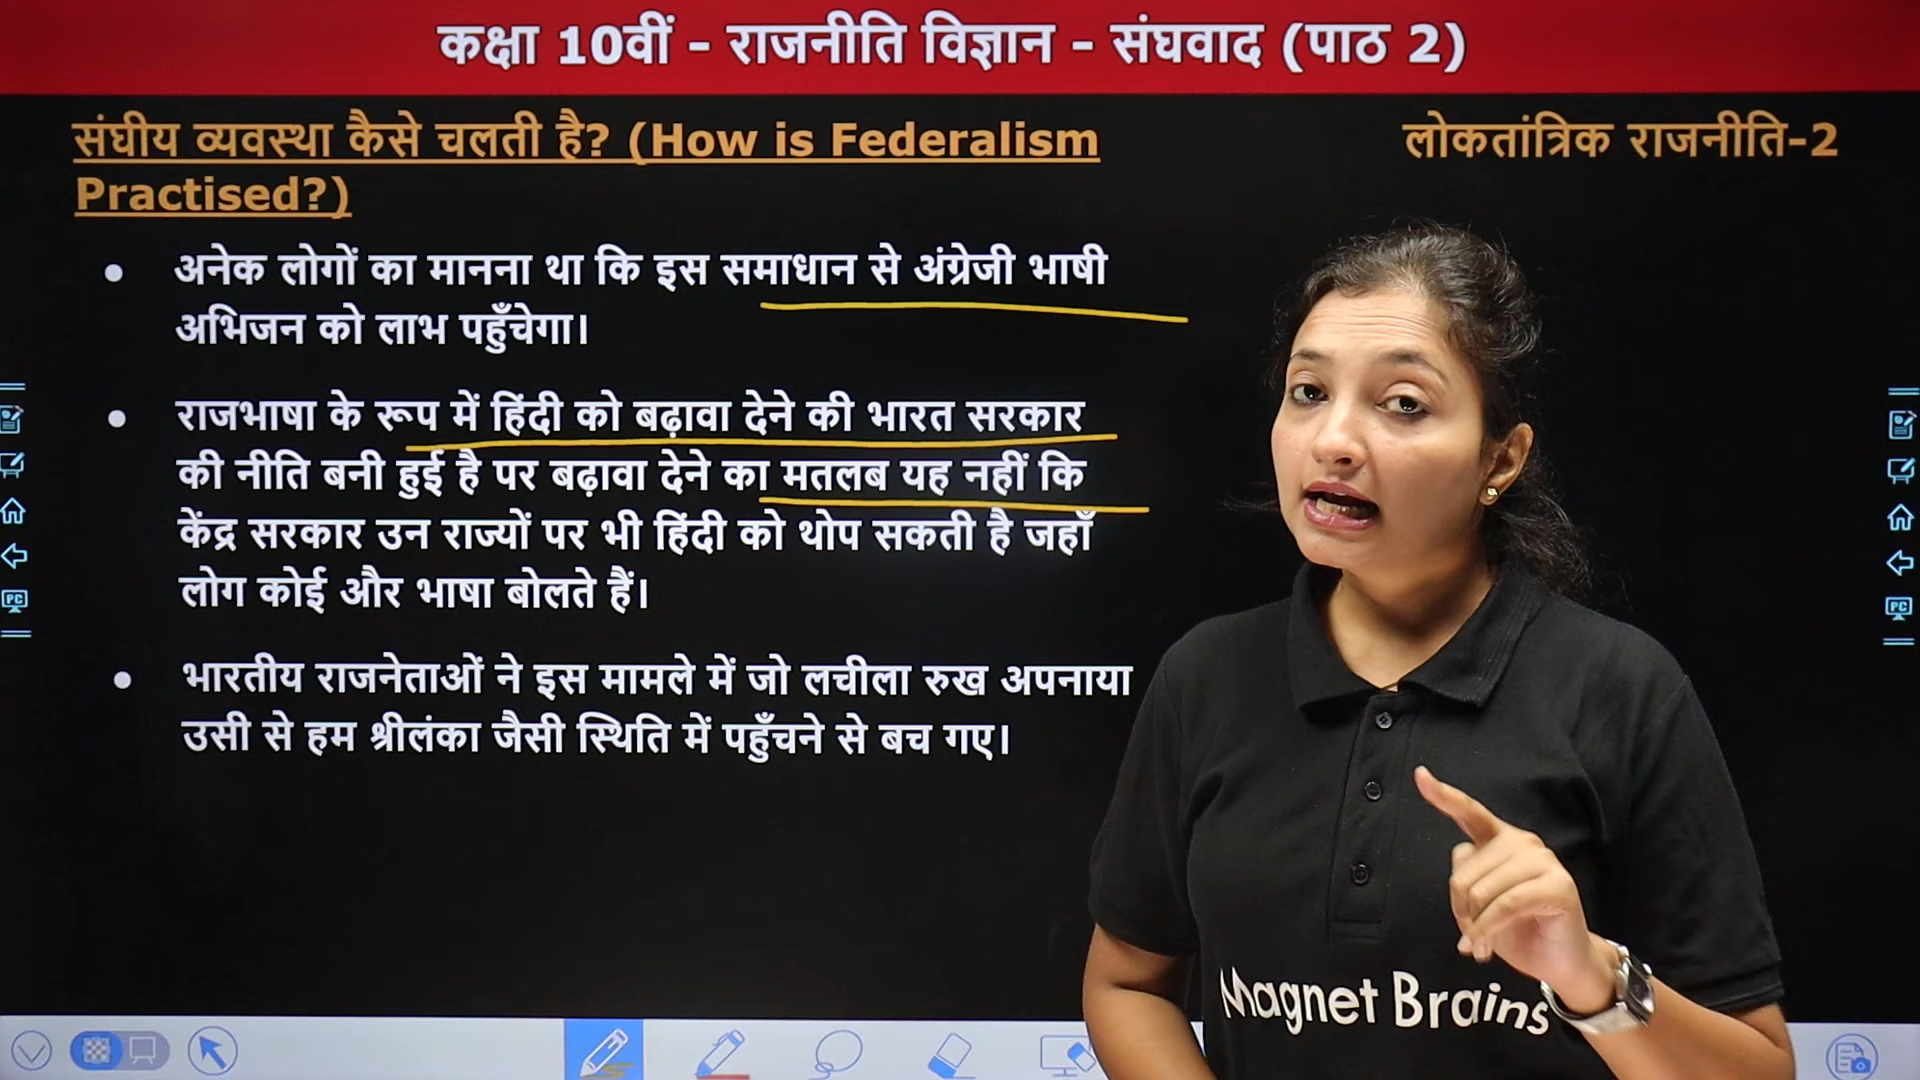 कक्षा 10वीं - राजनीति विज्ञान - संघवाद (पाठ 2)
संघीय व्यवस्था कैसे चलती है? (How is Federalism
Practised?)
लोकतांत्रिक राजनीति-2
• अनेक लोगों का मानना था कि इस समाधान से अंग्रेजी भाषी
अभिजन को लाभ पहुँचेगा।
• राजभाषा के रूप में हिंदी को बढ़ावा देने की भारत सरकार
की नीति बनी हुई है पर बढ़ावा देने का मतलब यह नहीं कि
केंद्र सरकार उन राज्यों पर भी हिंदी को थोप सकती है जहाँ
लोग कोई और भाषा बोलते हैं।
• भारतीय राजनेताओं ने इस मामले में जो लचीला रुख अपनाया
उसी से हम श्रीलंका जैसी स्थिति में पहुँचने से बच गए।
PC
PC
Magnet Brains